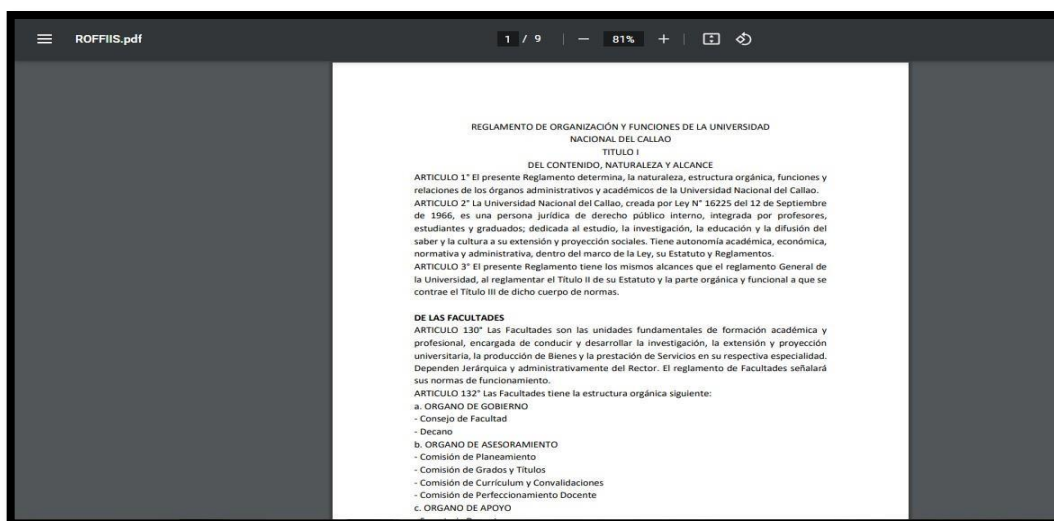 ROFFIIS.pdf
1 / 9 | − 81% + |
REGLAMENTO DE ORGANIZACIÓN Y FUNCIONES DE LA UNIVERSIDAD
NACIONAL DEL CALLAO
TITULO I
DEL CONTENIDO, NATURALEZA Y ALCANCE
ARTICULO 1° El presente Reglamento determina, la naturaleza, estructura orgánica, funciones y
relaciones de los órganos administrativos y académicos de la Universidad Nacional del Callao.
ARTICULO 2° La Universidad Nacional del Callao, creada por Ley N° 16225 del 12 de Septiembre
de 1966, es una persona jurídica de derecho público interno, integrada por profesores,
estudiantes y graduados; dedicada al estudio, la investigación, la educación y la difusión del
saber y la cultura a su extensión y proyección sociales. Tiene autonomía académica, económica,
normativa y administrativa, dentro del marco de la Ley, su Estatuto y Reglamentos.
ARTICULO 3° El presente Reglamento tiene los mismos alcances que el reglamento General de
la Universidad, al reglamentar el Título II de su Estatuto y la parte orgánica y funcional a que se
contrae el Título III de dicho cuerpo de normas.
DE LAS FACULTADES
ARTICULO 130° Las Facultades son las unidades fundamentales de formación académica y
profesional, encargada de conducir y desarrollar la investigación, la extensión y proyección
universitaria, la producción de Bienes y la prestación de Servicios en su respectiva especialidad.
Dependen Jerárquica y administrativamente del Rector. El reglamento de Facultades señalará
sus normas de funcionamiento.
ARTICULO 132° Las Facultades tiene la estructura orgánica siguiente:
a. ORGANO DE GOBIERNO
- Consejo de Facultad
- Decano
b. ORGANO DE ASESORAMIENTO
- Comisión de Planeamiento
- Comisión de Grados y Títulos
- Comisión de Currículum y Convalidaciones
- Comisión de Perfeccionamiento Docente
c. ORGANO DE APOYO